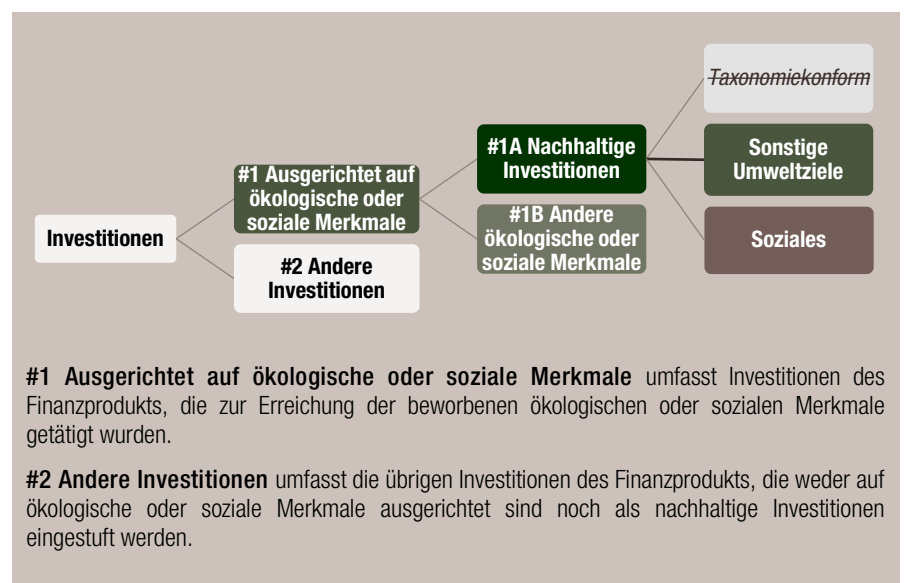 Investitionen
#1 Ausgerichtet auf
ökologische oder
soziale Merkmale
#2 Andere
Investitionen
#1A Nachhaltige
Investitionen
#1B Andere
ökologische oder
soziale Merkmale
Taxonomiekonform
Sonstige
Umweltziele
Soziales
#1 Ausgerichtet auf ökologische oder soziale Merkmale umfasst Investitionen des
Finanzprodukts, die zur Erreichung der beworbenen ökologischen oder sozialen Merkmale
getätigt wurden.
#2 Andere Investitionen umfasst die übrigen Investitionen des Finanzprodukts, die weder auf
ökologische oder soziale Merkmale ausgerichtet sind noch als nachhaltige Investitionen
eingestuft werden.